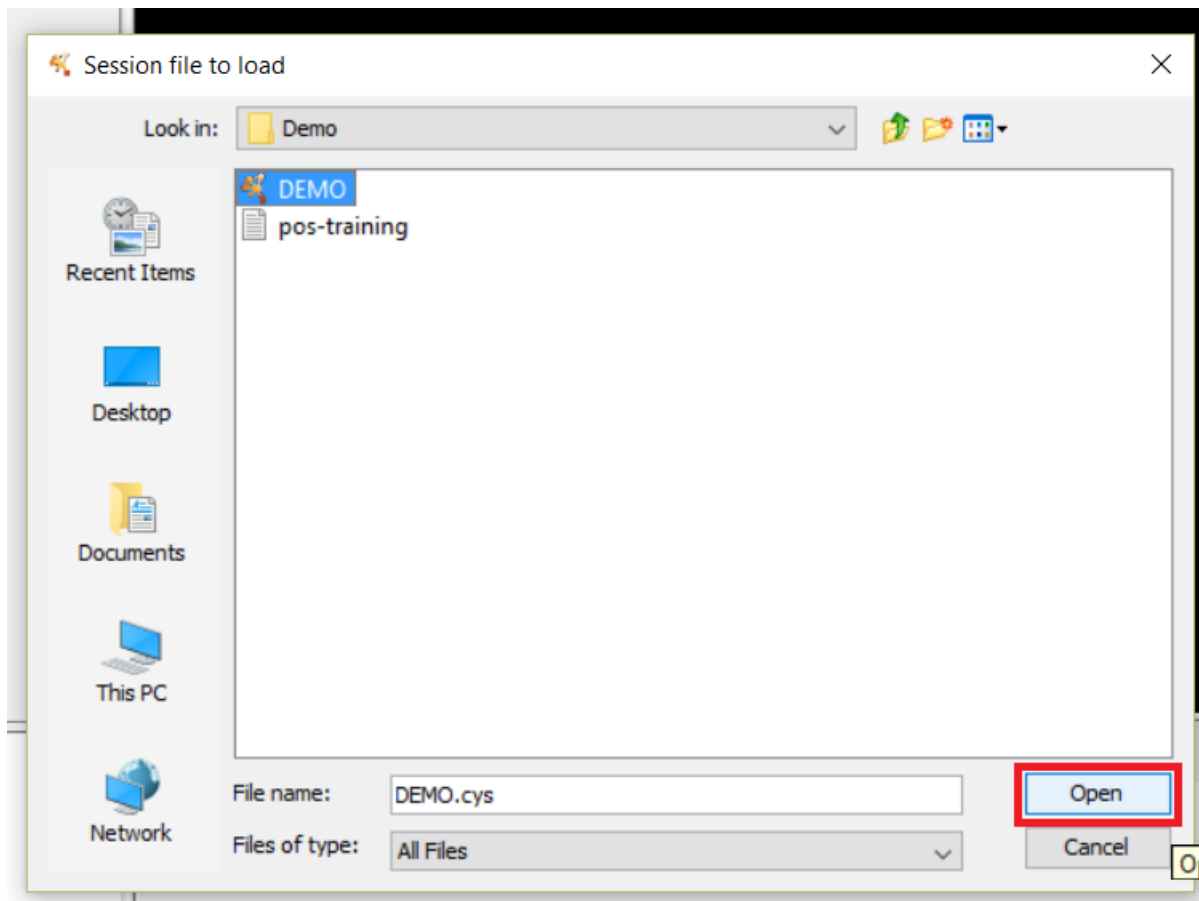 Session file to load
Look in: Demo
DEMO
pos-training
Recent Items
Desktop
Documents
This PC
Network
File name: DEMO.cys Open
Files of type: All Files Cancel